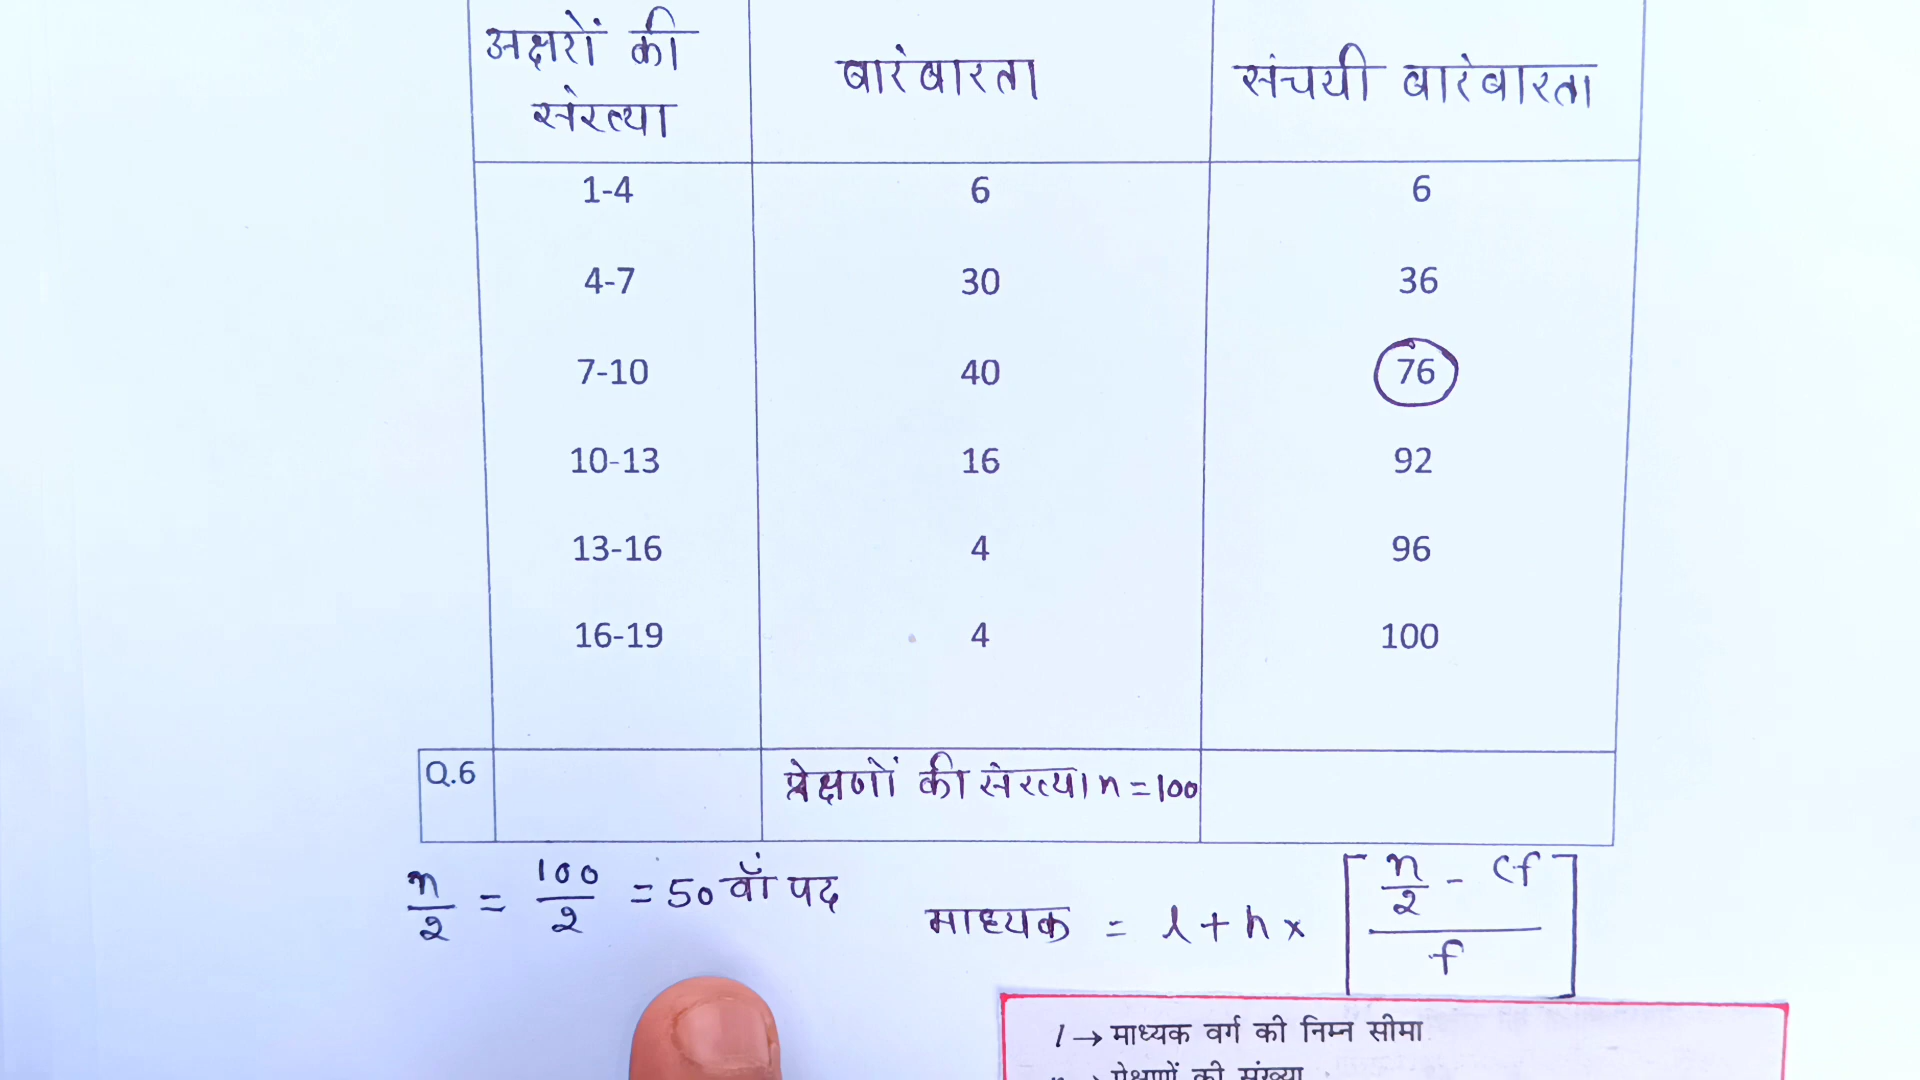 अक्षरों की संख्या बारंबारता संचयी बारंबारता
1-4 6 6
4-7 30 36
7-10 40 76
10-13 16 92
13-16 4 96
16-19 4 100
Q.6 प्रेक्षणों की संख्या n = 100
n/2 = 100/2 = 50 वाँ पद
माध्यक = l + h × [ (n/2 - Cf) / f ]
l → माध्यक वर्ग की निम्न सीमा
n → प्रेक्षणों की संख्या